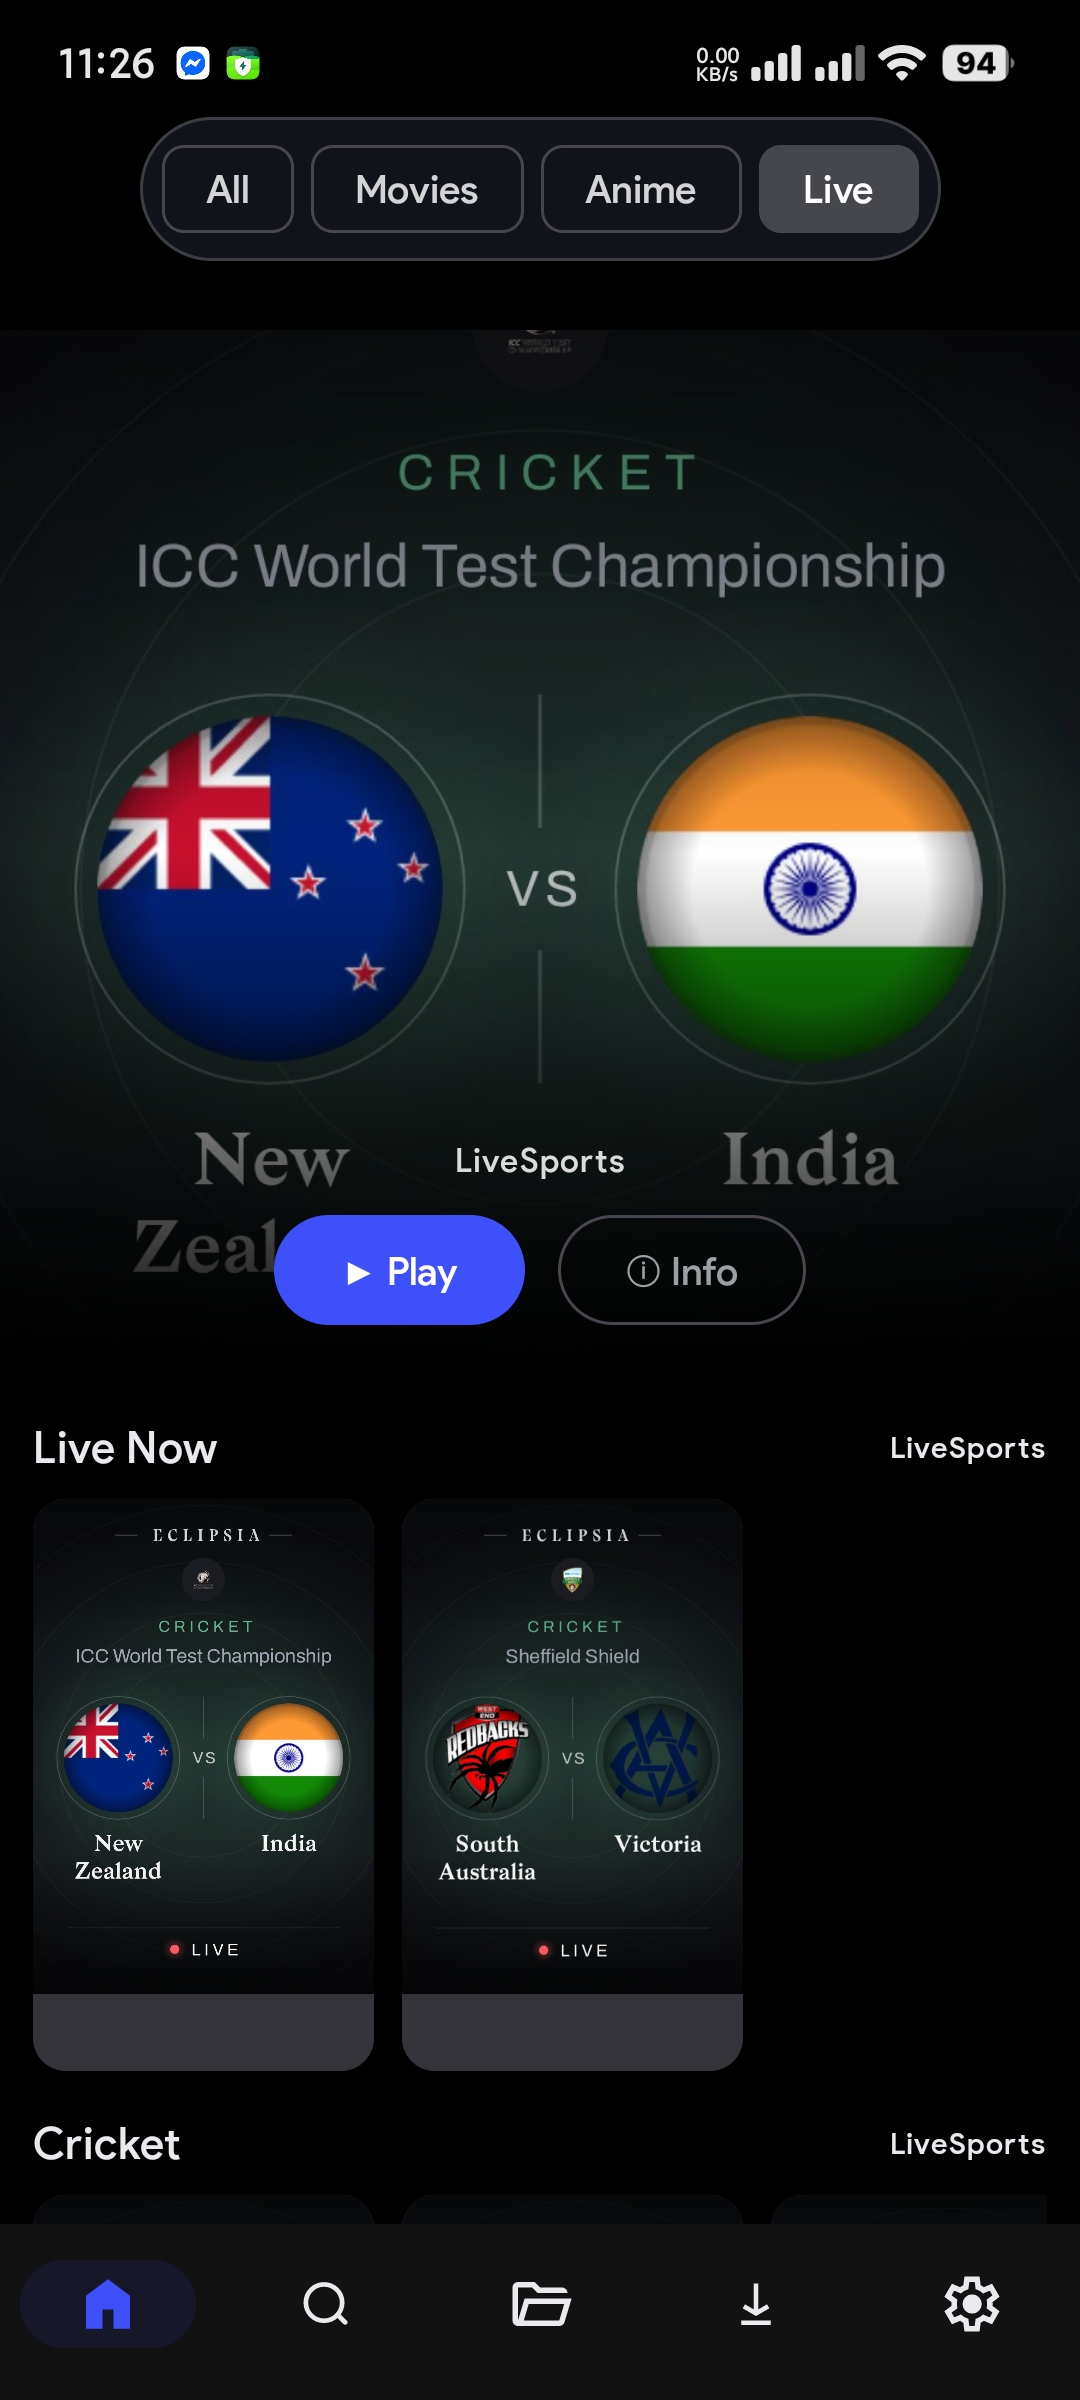 11:26
0.00
KB/s
94
All
Movies
Anime
Live
CRICKET
ICC World Test Championship
VS
New
India
LiveSports
Play
Info
Live Now
LiveSports
ECLIPSIA
CRICKET
ICC World Test Championship
VS
New
Zealand
India
LIVE
ECLIPSIA
CRICKET
Sheffield Shield
WEST
END
REDBACKS
VS
South
Australia
Victoria
LIVE
Cricket
LiveSports